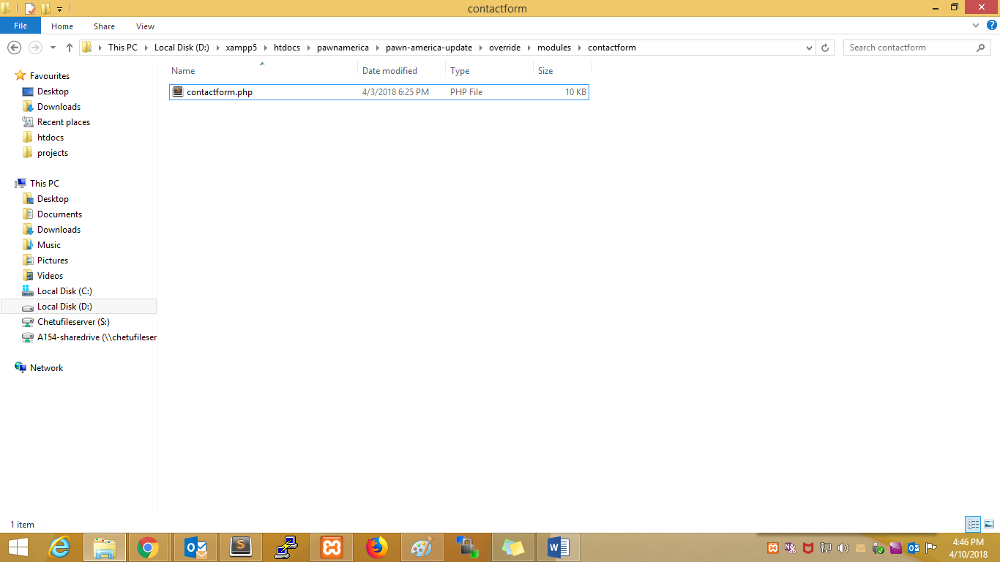 contactform
File Home Share View
This PC Local Disk (D:) xampp5 htdocs pawnamerica pawn-america-update override modules contactform
Search contactform
Name Date modified Type Size
contactform.php 4/3/2018 6:25 PM PHP File 10 KB
Favourites
Desktop
Downloads
Recent places
htdocs
projects
This PC
Desktop
Documents
Downloads
Music
Pictures
Videos
Local Disk (C:)
Local Disk (D:)
Chetufileserver (S:)
A154-sharedrive (\\chetufileser
Network
1 item
4:46 PM
4/10/2018